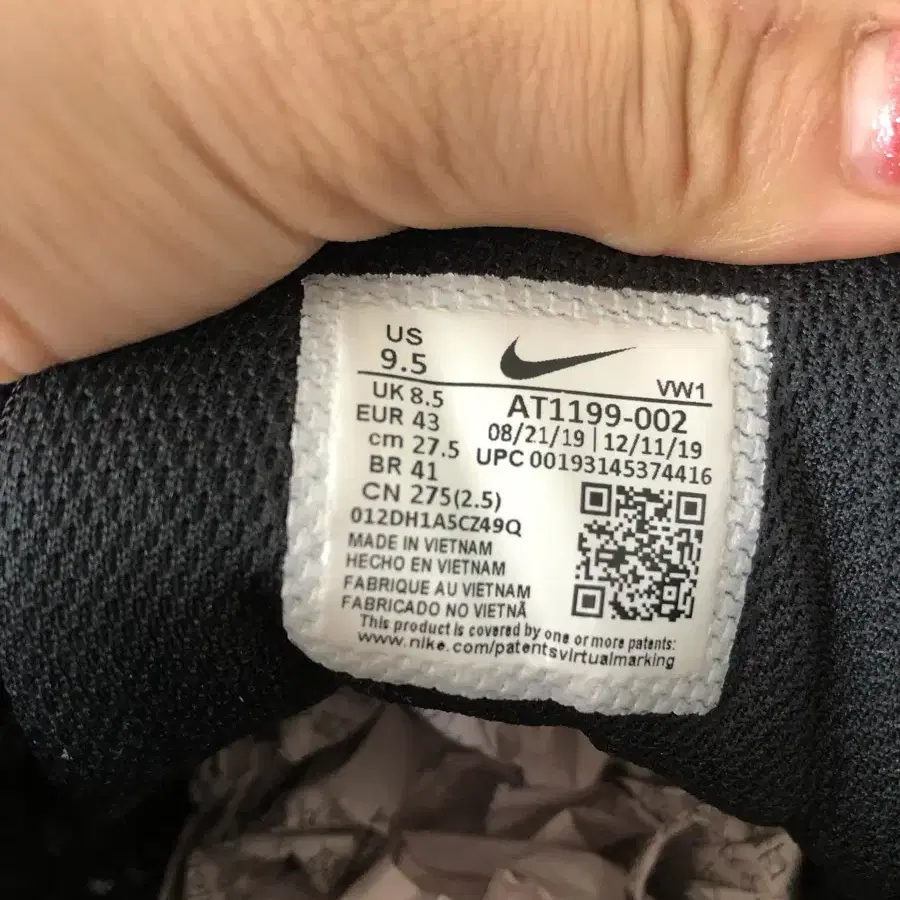 US
9.5
VW1
UK 8.5
EUR 43
cm 27.5
BR 41
CN 275(2.5)
AT1199-002
08/21/19 | 12/11/19
UPC 00193145374416
012DH1A5CZ49Q
MADE IN VIETNAM
HECHO EN VIETNAM
FABRIQUE AU VIETNAM
FABRICADO NO VIETNÃ
This product is covered by one or more patents:
www.nike.com/patentsvirtualmarking